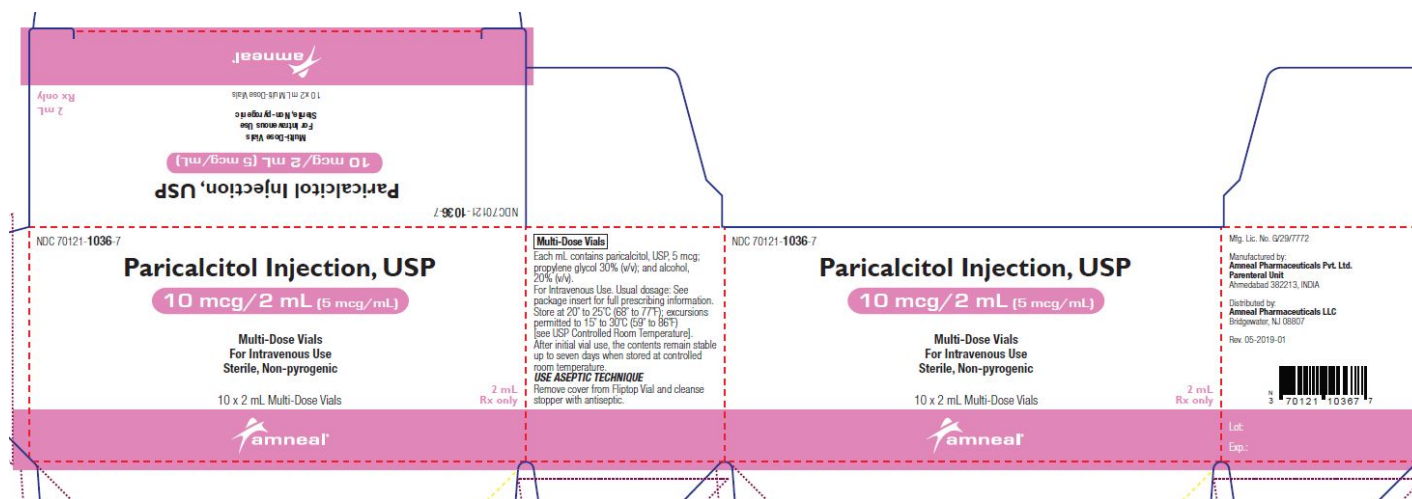 amneal
10 x 2 mL Multi-Dose Vials
2 mL
Rx only
Multi-Dose Vials
For Intravenous Use
Sterile, Non-pyrogenic
10 mcg/2 mL (5 mcg/mL)
Paricalcitol Injection, USP
NDC 70121-1036-7
NDC 70121-1036-7
Paricalcitol Injection, USP
10 mcg/2 mL (5 mcg/mL)
Multi-Dose Vials
For Intravenous Use
Sterile, Non-pyrogenic
2 mL
Rx only
10 x 2 mL Multi-Dose Vials
amneal
Multi-Dose Vials
Each mL contains paricalcitol, USP, 5 mcg;
propylene glycol 30% (v/v); and alcohol,
20% (v/v).
For Intravenous Use. Usual dosage: See
package insert for full prescribing information.
Store at 20° to 25°C (68° to 77°F); excursions
permitted to 15° to 30°C (59° to 86°F)
[see USP Controlled Room Temperature].
After initial vial use, the contents remain stable
up to seven days when stored at controlled
room temperature.
USE ASEPTIC TECHNIQUE
Remove cover from Fliptop Vial and cleanse
stopper with antiseptic.
NDC 70121-1036-7
Paricalcitol Injection, USP
10 mcg/2 mL (5 mcg/mL)
Multi-Dose Vials
For Intravenous Use
Sterile, Non-pyrogenic
2 mL
Rx only
10 x 2 mL Multi-Dose Vials
amneal
Mfg. Lic. No. G/29/7772
Manufactured by:
Amneal Pharmaceuticals Pvt. Ltd.
Parenteral Unit
Ahmedabad 382213, INDIA
Distributed by:
Amneal Pharmaceuticals LLC
Bridgewater, NJ 08807
Rev. 05-2019-01
N
3 70121 10367 7
Lot:
Exp.: